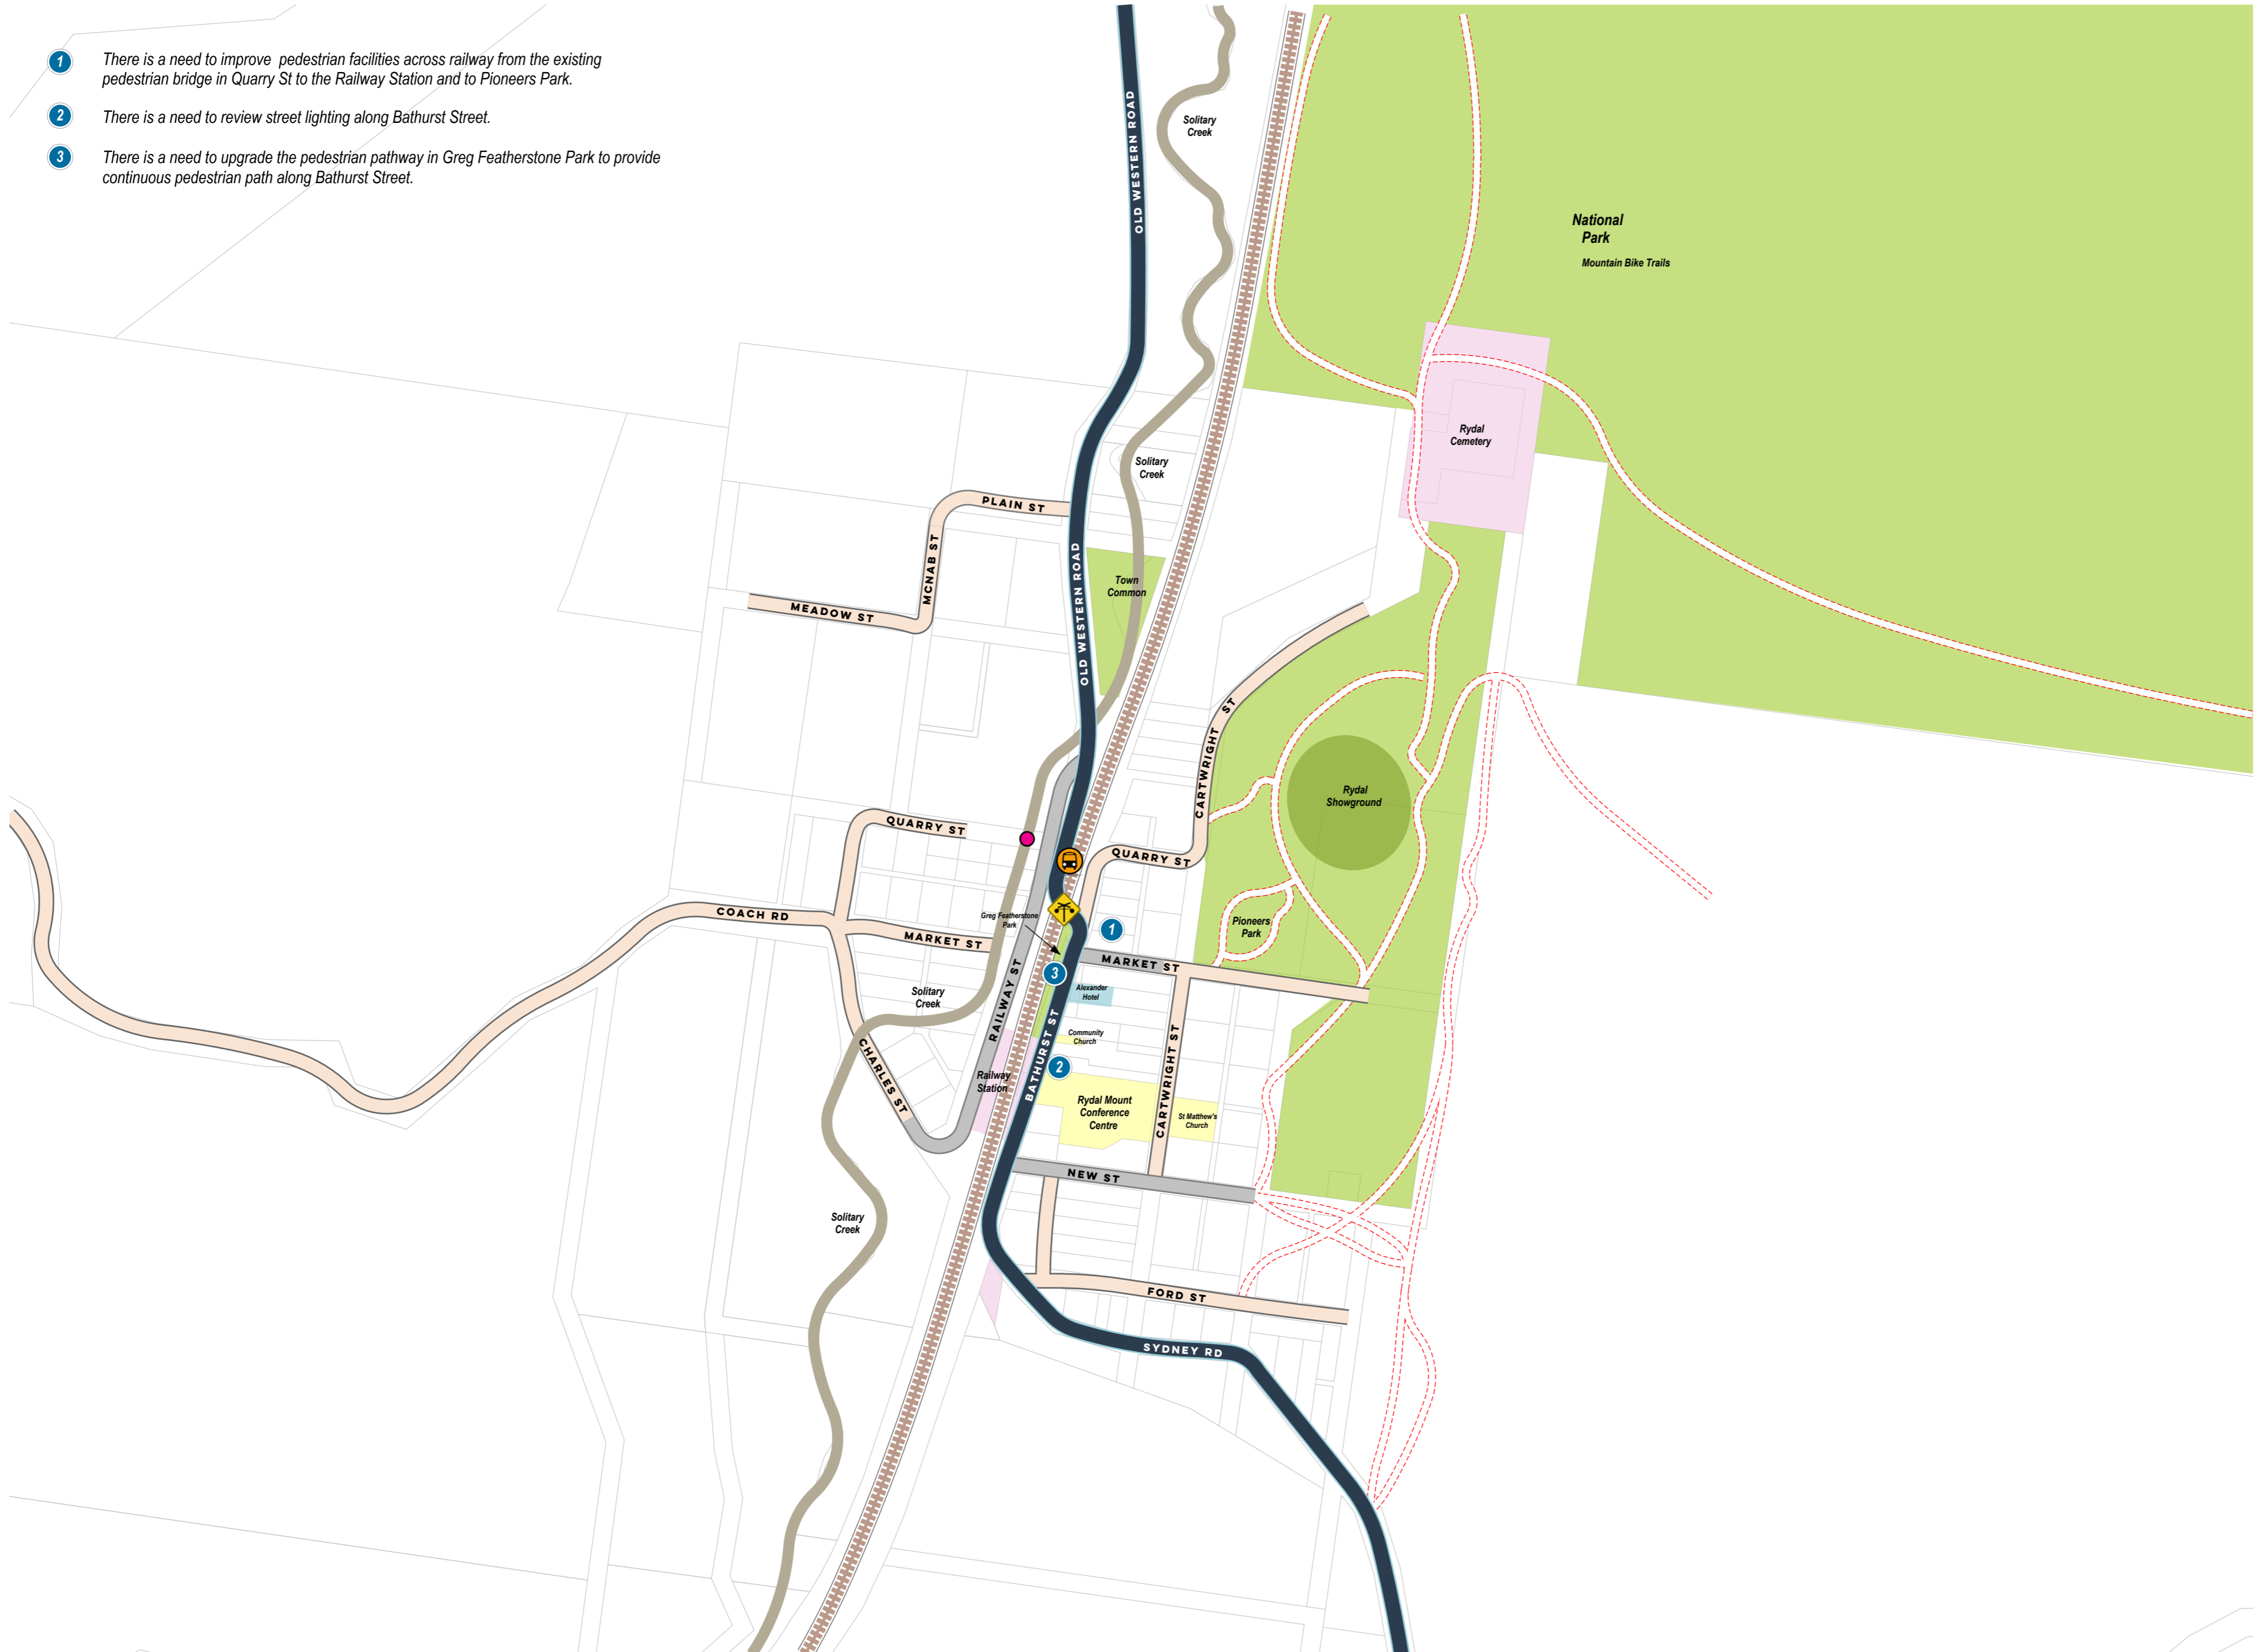 1 There is a need to improve pedestrian facilities across railway from the existing
pedestrian bridge in Quarry St to the Railway Station and to Pioneers Park.
2 There is a need to review street lighting along Bathurst Street.
3 There is a need to upgrade the pedestrian pathway in Greg Featherstone Park to provide
continuous pedestrian path along Bathurst Street.
OLD WESTERN ROAD
Solitary
Creek
National
Park
Mountain Bike Trails
Rydal
Cemetery
Solitary
Creek
PLAIN ST
MCNAB ST
MEADOW ST
OLD WESTERN ROAD
Town
Common
CARTWRIGHT ST
Rydal
Showground
QUARRY ST
QUARRY ST
COACH RD
MARKET ST
Greg Featherstone
Park
1
Pioneers
Park
MARKET ST
3
Alexander
Hotel
Solitary
Creek
RAILWAY ST
BATHURST ST
Community
Church
CHARLES ST
Railway
Station
2
Rydal Mount
Conference
Centre
CARTWRIGHT ST
St Matthew's
Church
NEW ST
Solitary
Creek
FORD ST
SYDNEY RD